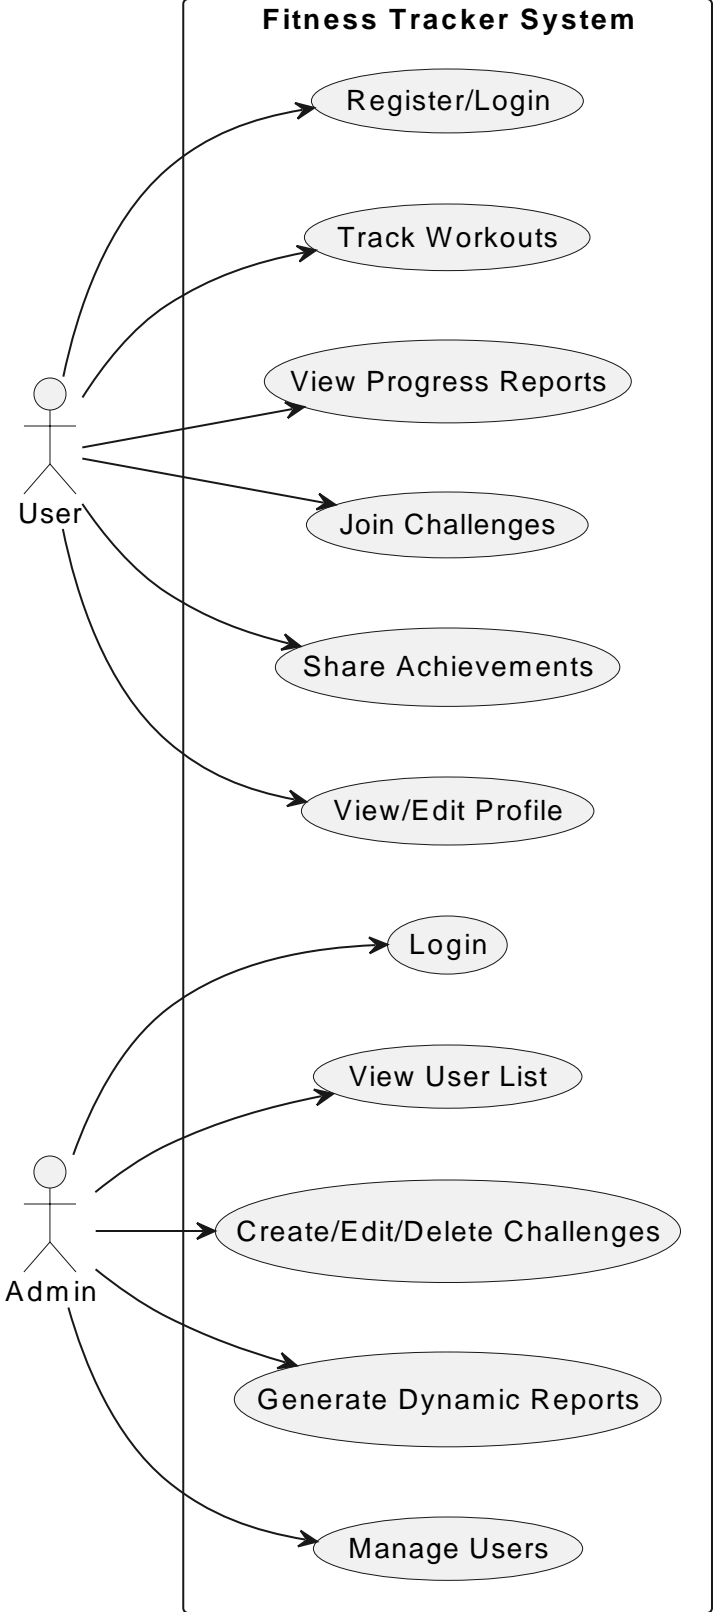 Fitness Tracker System
Register/Login
Track Workouts
View Progress Reports
User
Join Challenges
Share Achievements
View/Edit Profile
Login
View User List
Create/Edit/Delete Challenges
Admin
Generate Dynamic Reports
Manage Users